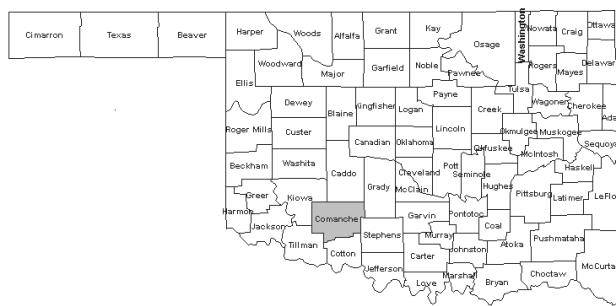 Cimarron Texas Beaver Harper Woods Alfalfa Grant Kay Osage Washington Nowata Craig Ottawa
Ellis Woodward Major Garfield Noble Pawnee Rogers Mayes Delawar
Tulsa
Dewey Blaine Kingfisher Logan Payne Creek Wagoner Cherokee Ada
Roger Mills Custer Canadian Oklahoma Lincoln Okfuskee Okmulgee Muskogee
McIntosh Sequoya
Beckham Washita Caddo Grady Cleveland Pott Seminole Hughes Pittsburg Haskell
Harmon Greer Kiowa McClain Latimer LeFlo
Jackson Comanche Stephens Garvin Pontotoc Coal
Tillman Cotton Murray Johnston Atoka Pushmataha
Jefferson Carter Marshall Bryan Choctaw McCurta
Love